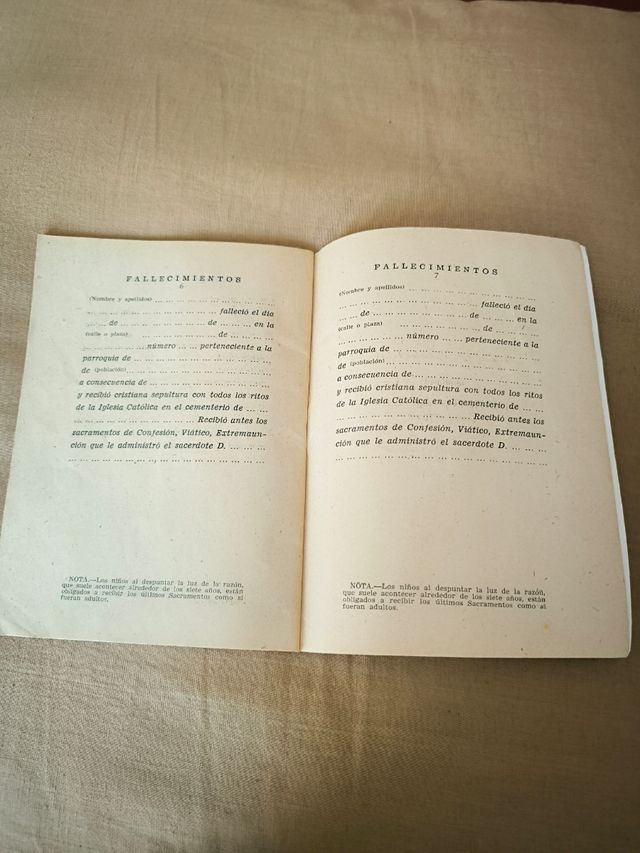 FALLECIMIENTOS
6
(Nombre y apellidos) ... ... ... ... ... ... ... ...
... ... ... ... ... ... ... ... falleció el día
... ... de ... ... ... ... ... de ... ... ... en la
(calle o plaza) ... ... ... ... ... ... de ... ...
... ... ... ... ... número ... ... perteneciente a la
parroquia de ... ... ... ... ... ... ... ... ...
de (población)... ... ... ... ... ... ... ... ...
a consecuencia de ... ... ... ... ... ... ... ...
y recibió cristiana sepultura con todos los ritos
de la Iglesia Católica en el cementerio de ... ...
... ... ... ... ... ... ... ... Recibió antes los
sacramentos de Confesión, Viático, Extremaun-
ción que le administró el sacerdote D. ... ... ...
... ... ... ... ... ... ... ... ... ... ... ... ...
NOTA.—Los niños al despuntar la luz de la razón,
que suele acontecer alrededor de los siete años, están
obligados a recibir los últimos Sacramentos como si
fueran adultos.
FALLECIMIENTOS
7
(Nombre y apellidos) ... ... ... ... ... ... ... ...
... ... ... ... ... ... ... ... falleció el día
... ... de ... ... ... ... ... de ... ... ... en la
(calle o plaza) ... ... ... ... ... de ... ...
... ... ... ... ... número ... ... perteneciente a la
parroquia de ... ... ... ... ... ... ... ... ...
de (población) ... ... ... ... ... ... ... ... ...
a consecuencia de ... ... ... ... ... ... ... ...
y recibió cristiana sepultura con todos los ritos
de la Iglesia Católica en el cementerio de ... ...
... ... ... ... ... ... ... ... Recibió antes los
sacramentos de Confesión, Viático, Extremaun-
ción que le administró el sacerdote D. ... ... ...
... ... ... ... ... ... ... ... ... ... ... ... ...
NOTA.—Los niños al despuntar la luz de la razón,
que suele acontecer alrededor de los siete años, están
obligados a recibir los últimos Sacramentos como si
fueran adultos.